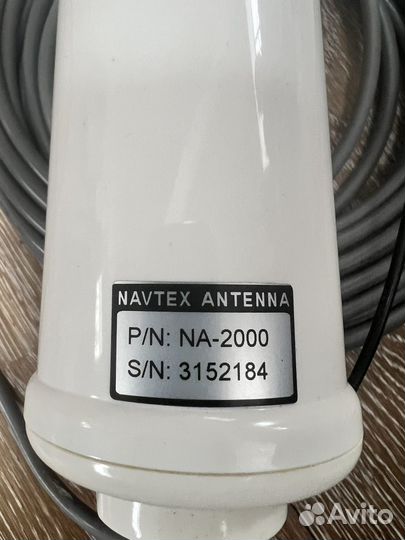 NAVTEX ANTENNA
P/N: NA-2000
S/N: 3152184
Avito